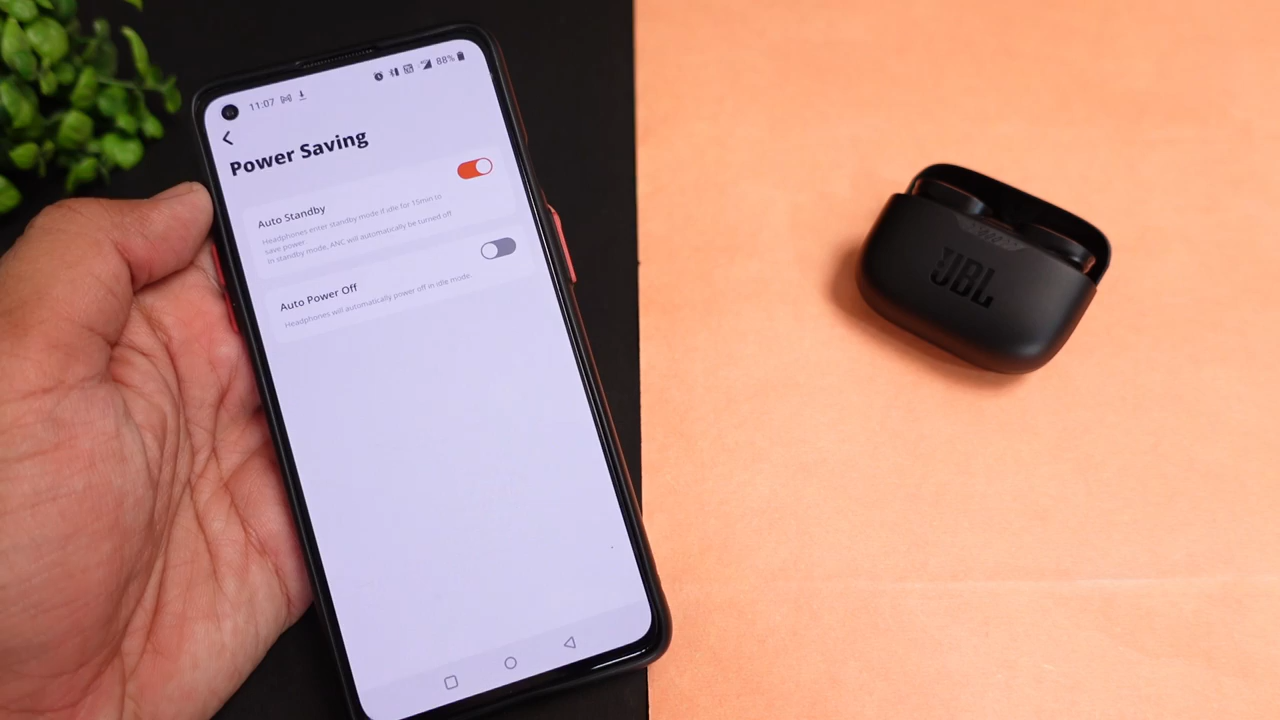 11:07
88%
Power Saving
Auto Standby
Headphones enter standby mode if idle for 15min to
save power.
In standby mode, ANC will automatically be turned off
Auto Power Off
Headphones will automatically power off in idle mode.
JBL